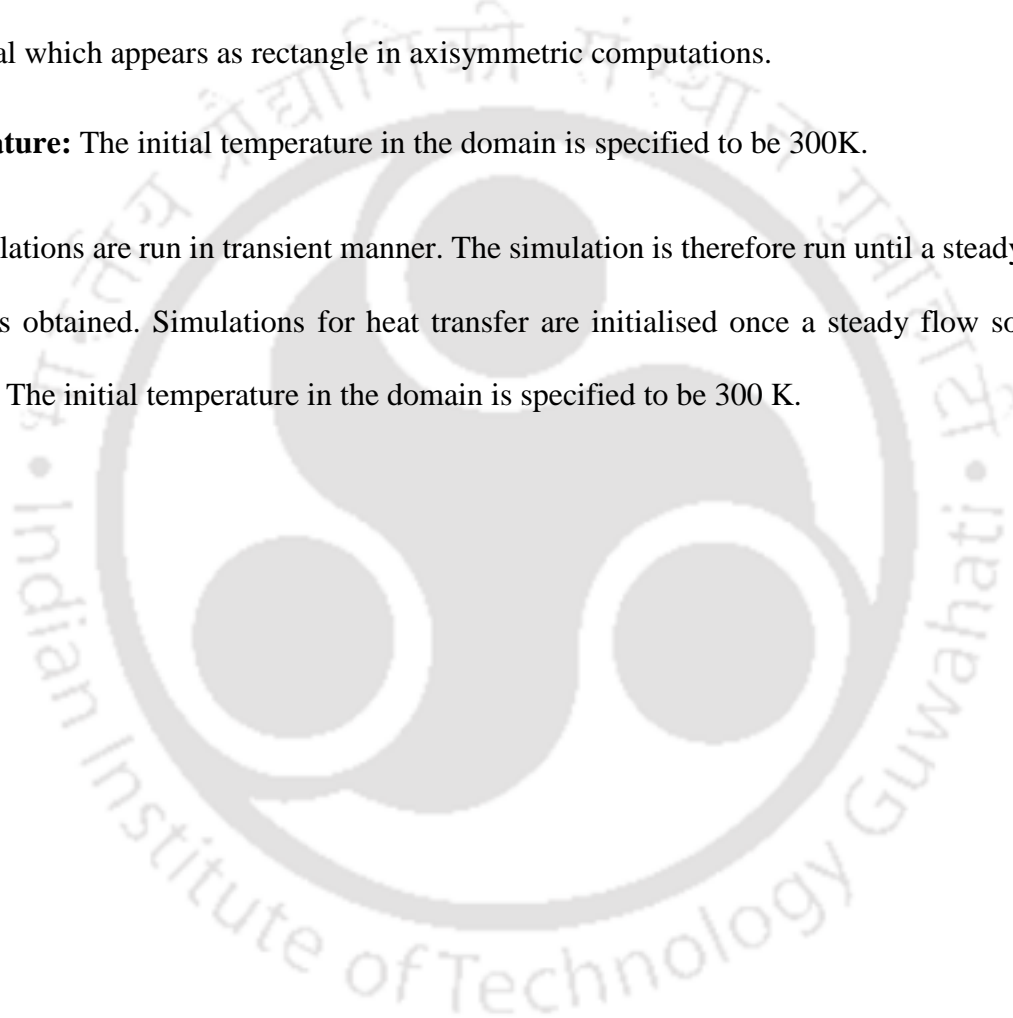 al which appears as rectangle in axisymmetric computations.
ature: The initial temperature in the domain is specified to be 300K.
lations are run in transient manner. The simulation is therefore run until a steady
s obtained. Simulations for heat transfer are initialised once a steady flow so
The initial temperature in the domain is specified to be 300 K.
Indian Institute of Technology Guwahati